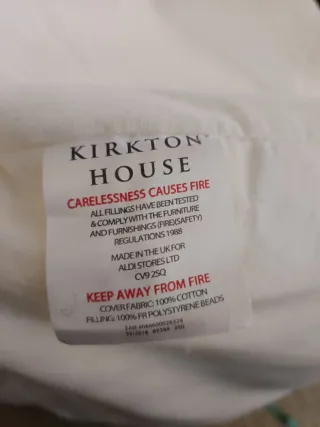 KIRKTON
HOUSE
CARELESSNESS CAUSES FIRE
ALL FILLINGS HAVE BEEN TESTED
& COMPLY WITH THE FURNITURE
AND FURNISHINGS (FIRE)(SAFETY)
REGULATIONS 1988
MADE IN THE UK FOR
ALDI STORES LTD
CV9 2SQ
KEEP AWAY FROM FIRE
COVER FABRIC: 100% COTTON
FILLING: 100% FR POLYSTYRENE BEADS